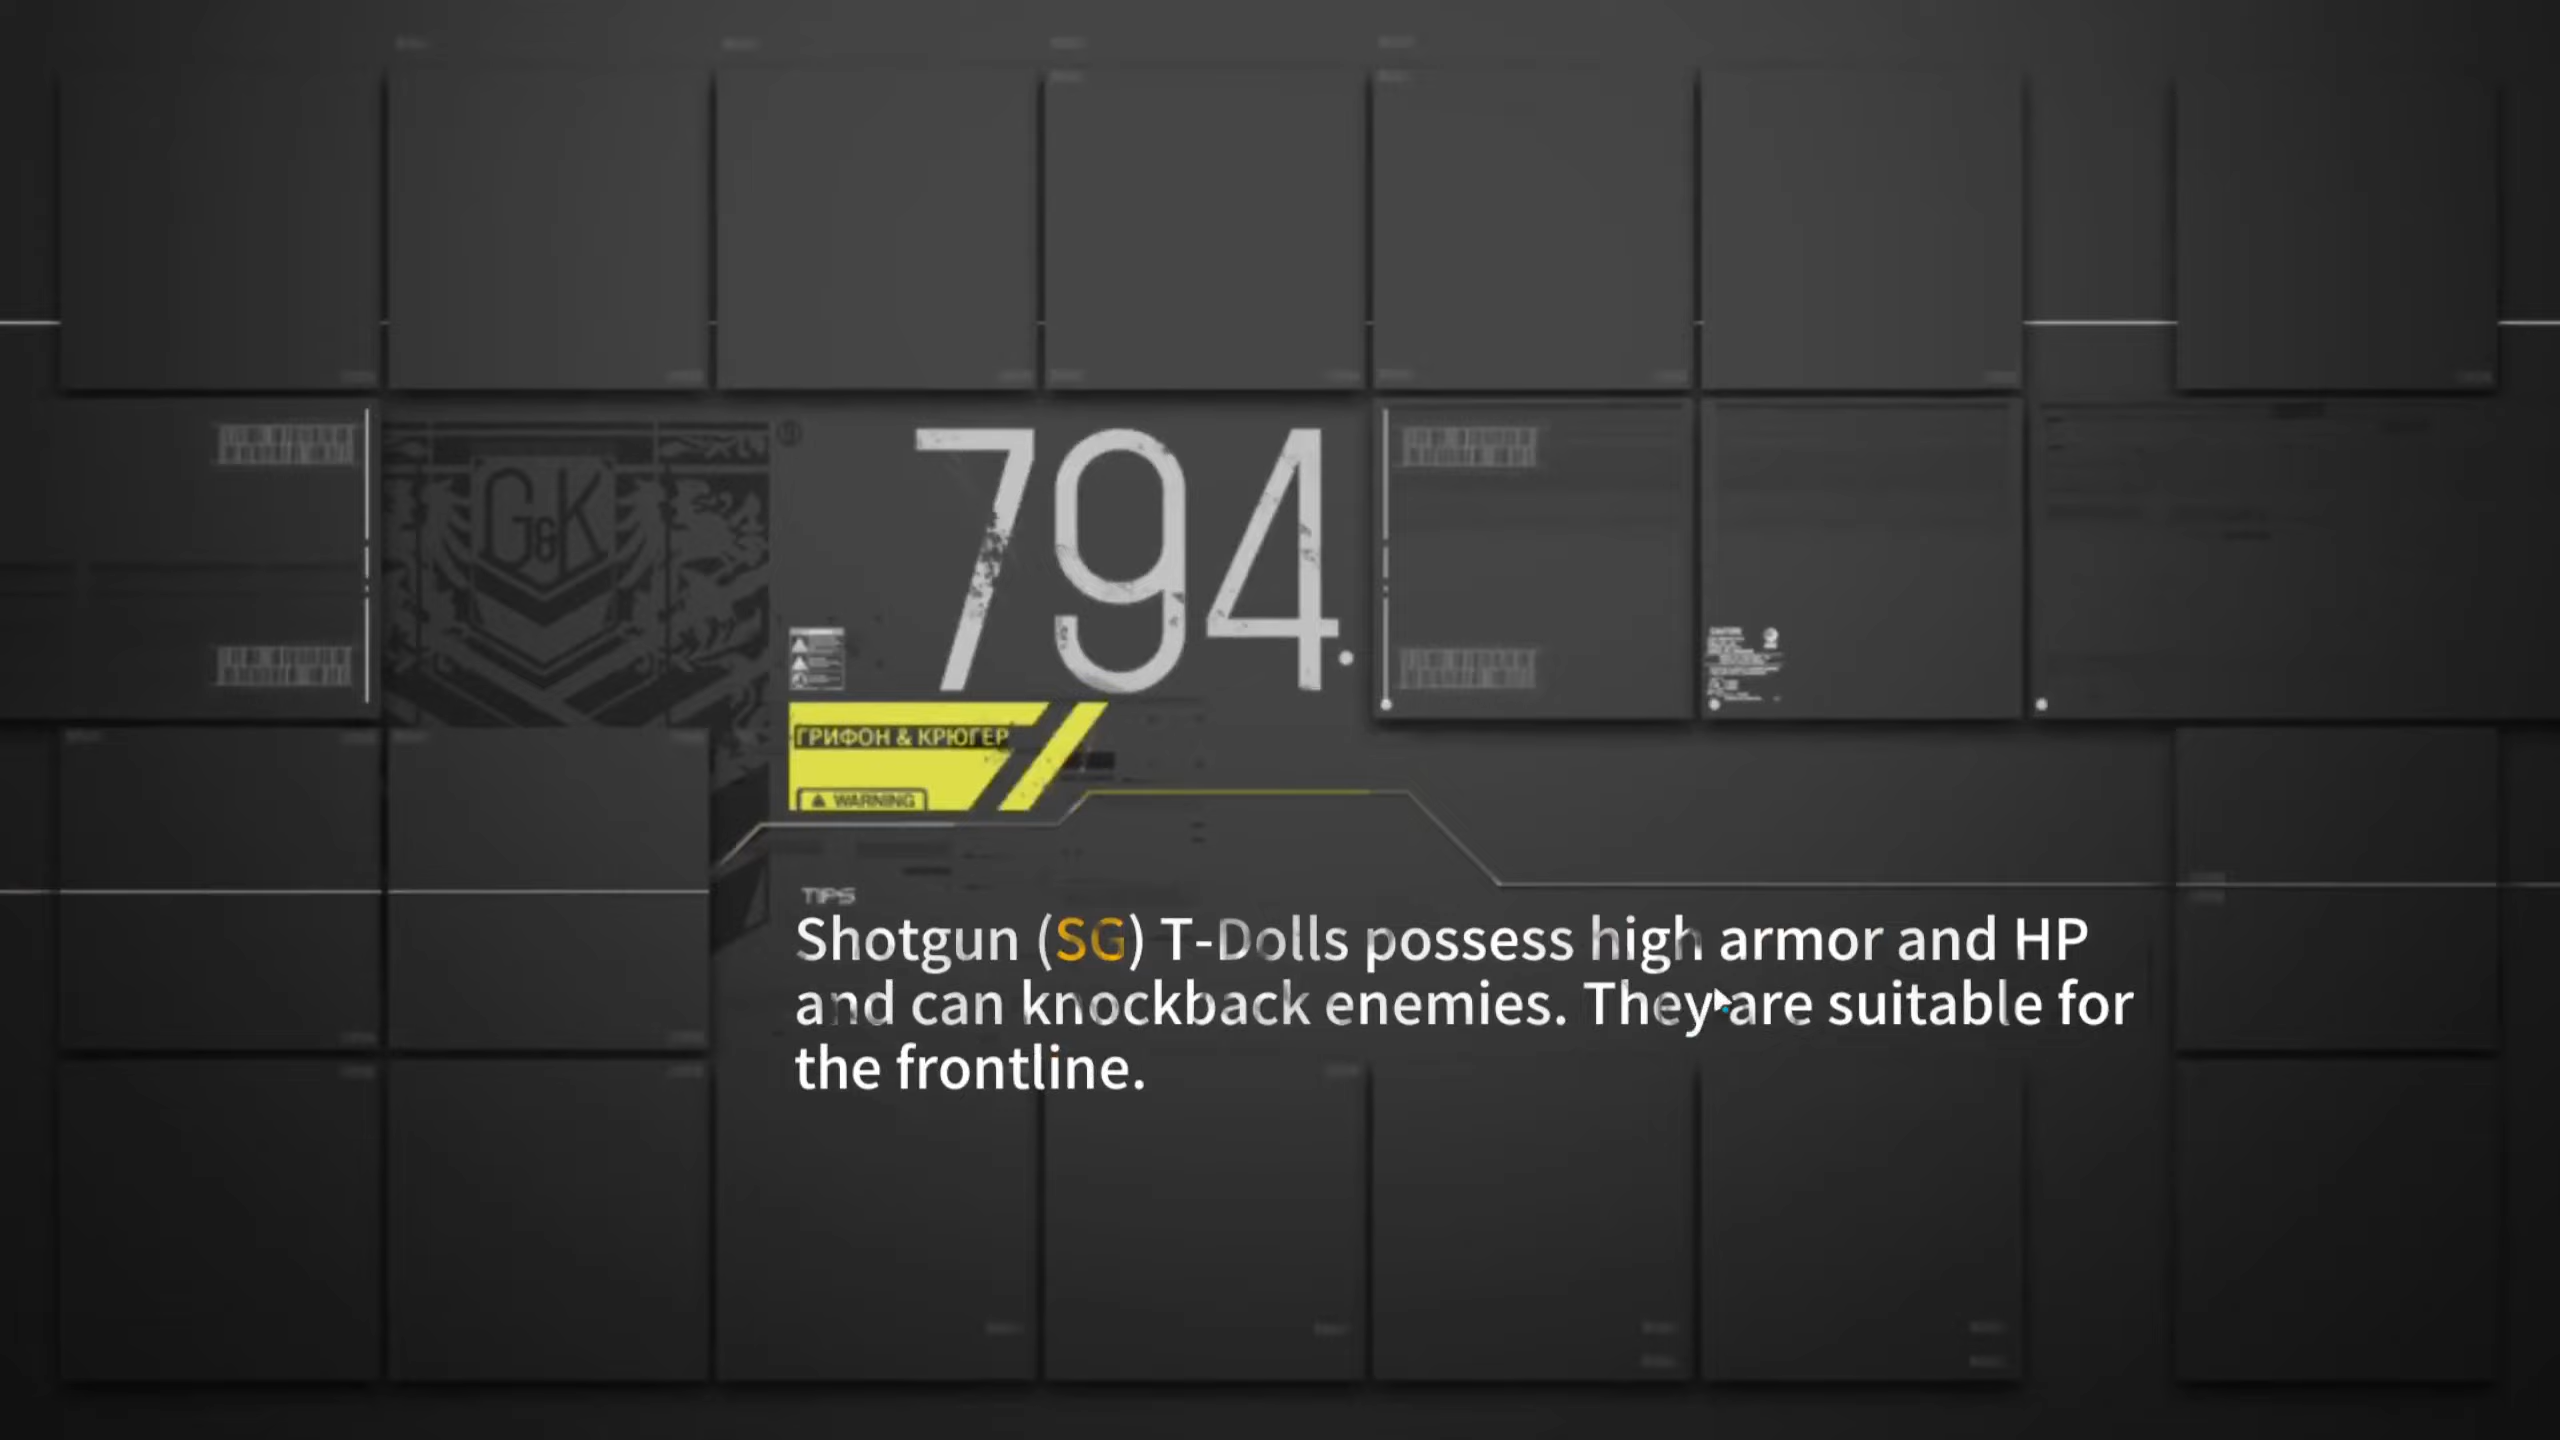 G&K
794.
ГРИФОН & КРЮГЕР
WARNING
TIPS
Shotgun (SG) T-Dolls possess high armor and HP
and can knockback enemies. They are suitable for
the frontline.